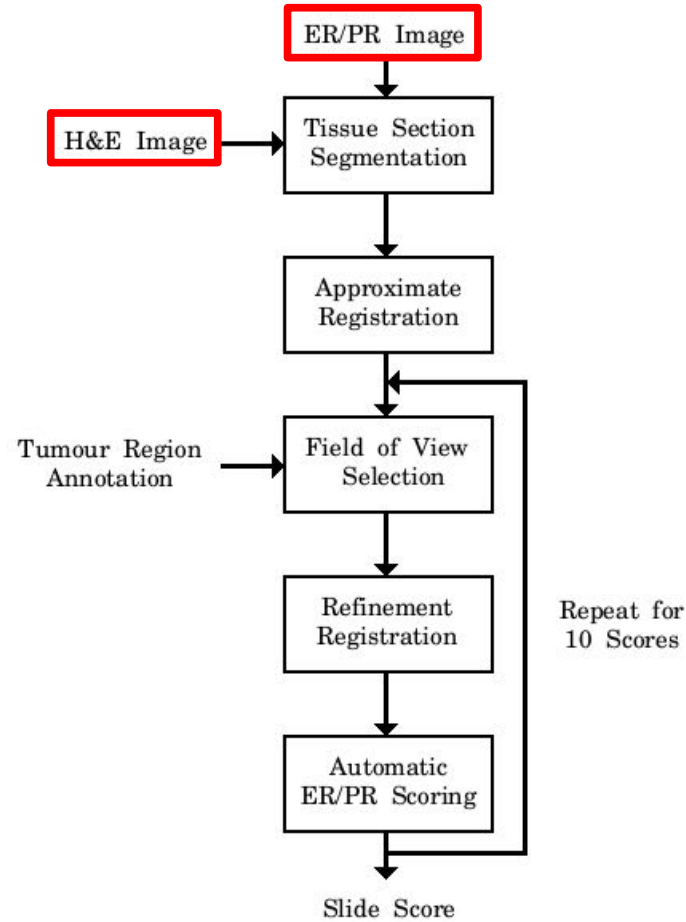 ER/PR Image
H&E Image
Tissue Section
Segmentation
Approximate
Registration
Tumour Region
Annotation
Field of View
Selection
Refinement
Registration
Repeat for
10 Scores
Automatic
ER/PR Scoring
Slide Score